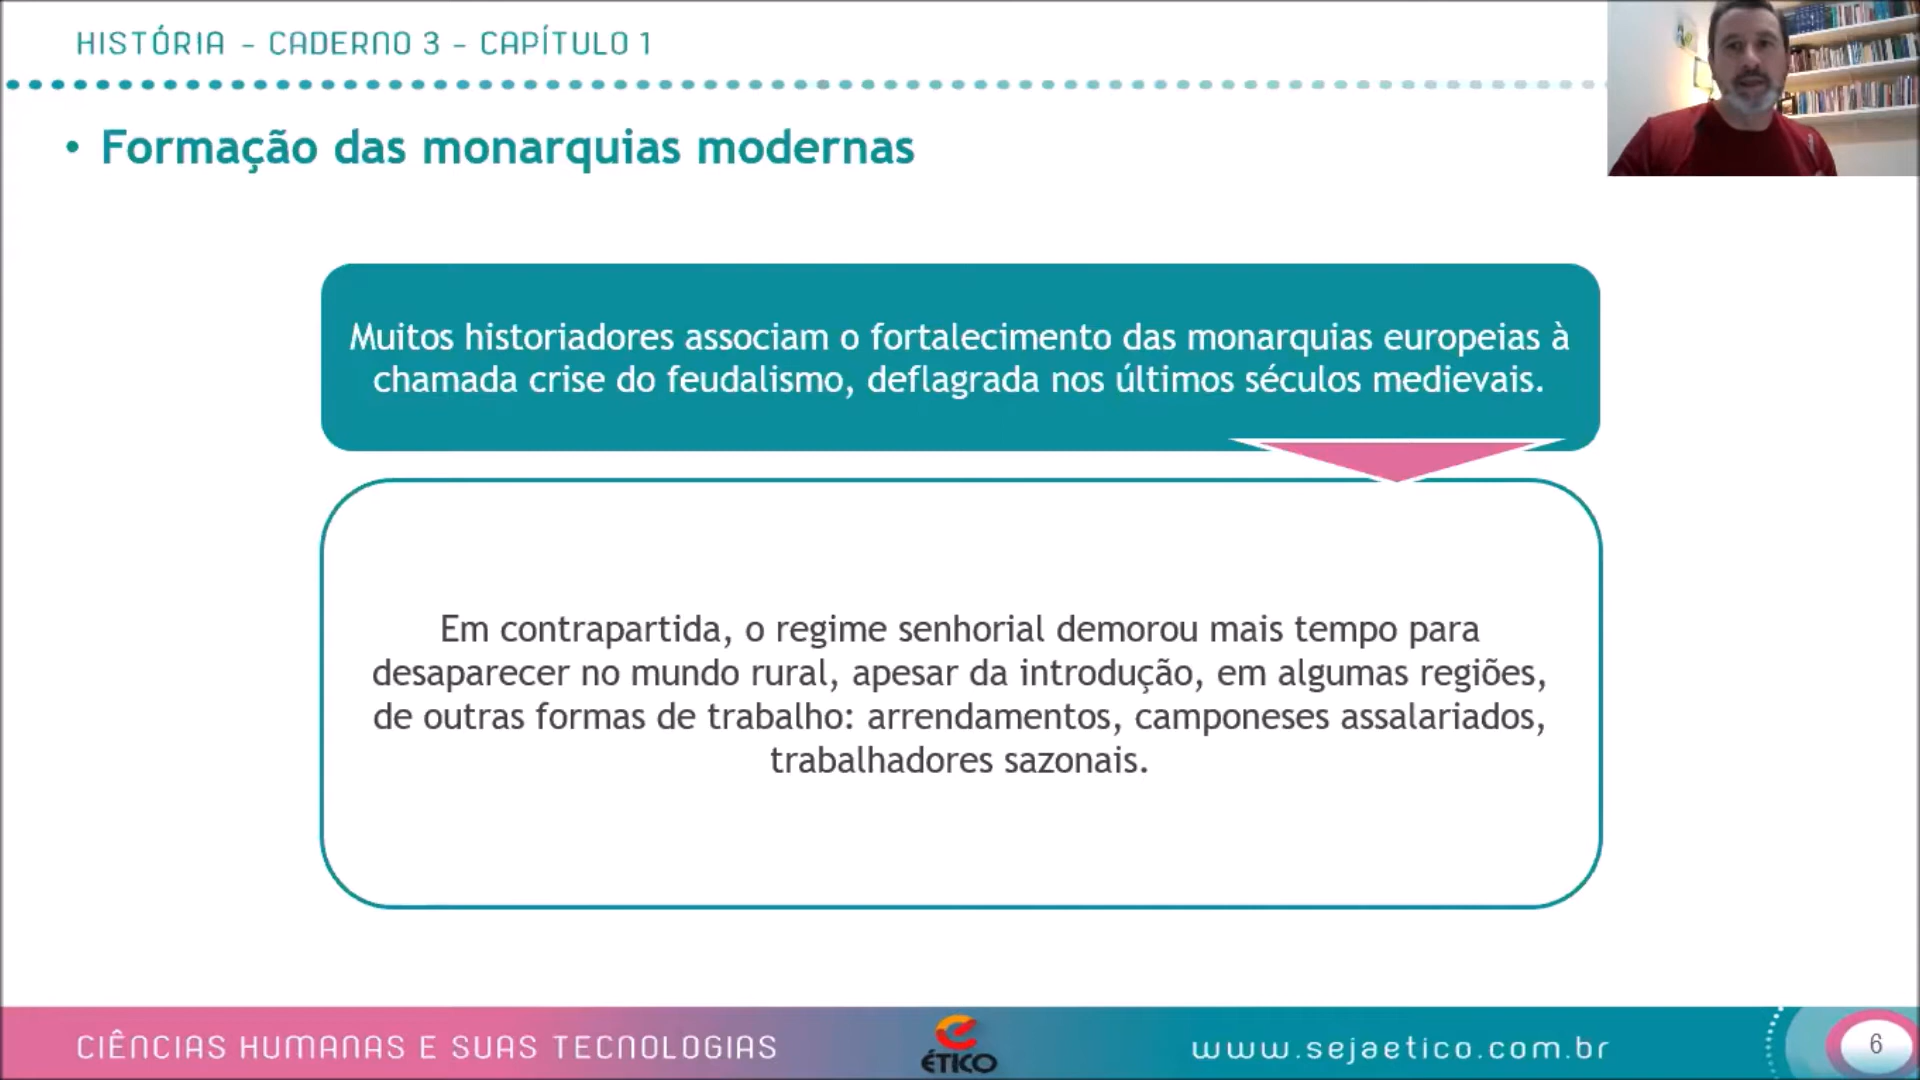 HISTÓRIA - CADERNO 3 - CAPÍTULO 1
• Formação das monarquias modernas
Muitos historiadores associam o fortalecimento das monarquias europeias à
chamada crise do feudalismo, deflagrada nos últimos séculos medievais.
Em contrapartida, o regime senhorial demorou mais tempo para
desaparecer no mundo rural, apesar da introdução, em algumas regiões,
de outras formas de trabalho: arrendamentos, camponeses assalariados,
trabalhadores sazonais.
CIÊNCIAS HUMANAS E SUAS TECNOLOGIAS
ÉTICO
www.sejaetico.com.br
6